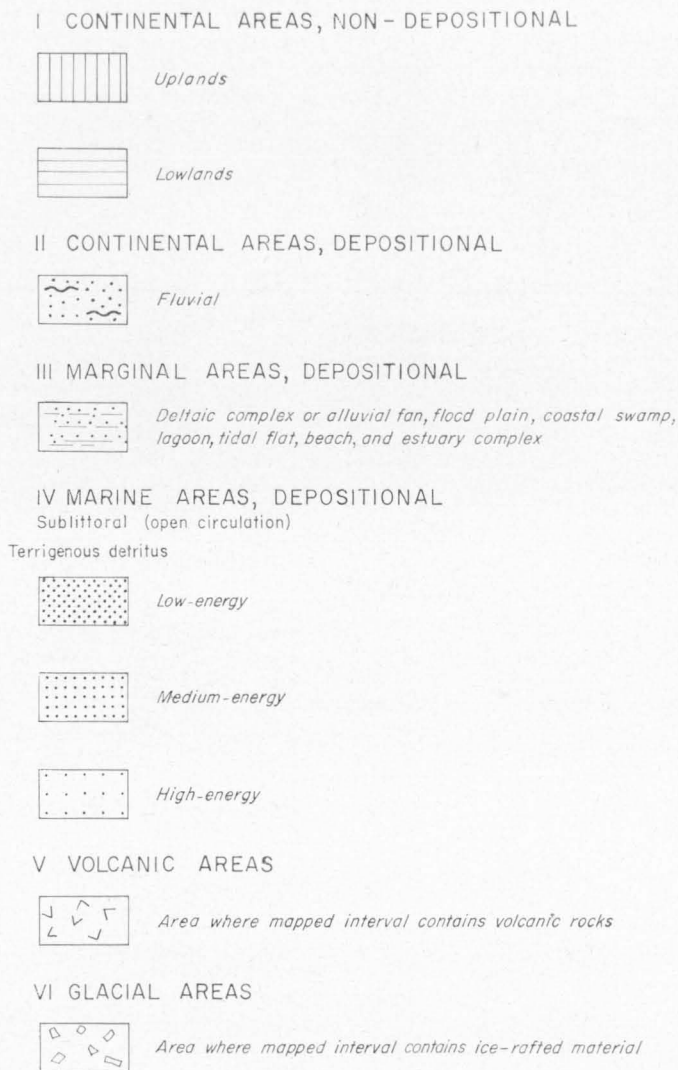 I CONTINENTAL AREAS, NON-DEPOSITIONAL
Uplands
Lowlands
II CONTINENTAL AREAS, DEPOSITIONAL
Fluvial
III MARGINAL AREAS, DEPOSITIONAL
Deltaic complex or alluvial fan, flocd plain, coastal swamp,
lagoon, tidal flat, beach, and estuary complex
IV MARINE AREAS, DEPOSITIONAL
Sublittoral (open circulation)
Terrigenous detritus
Low-energy
Medium-energy
High-energy
V VOLCANIC AREAS
Area where mapped interval contains volcanic rocks
VI GLACIAL AREAS
Area where mapped interval contains ice-rafted material